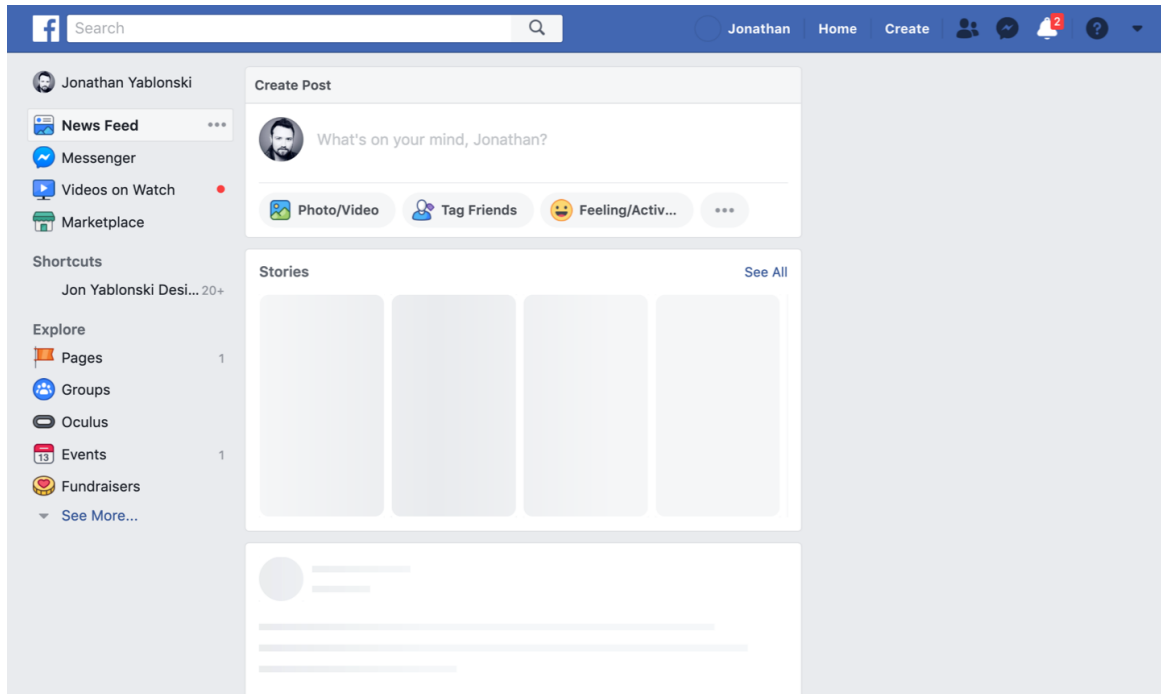 f Search Jonathan Home Create 2 ?
Jonathan Yablonski
News Feed
Messenger
Videos on Watch
Marketplace
Shortcuts
Jon Yablonski Desi... 20+
Explore
Pages 1
Groups
Oculus
13 Events 1
Fundraisers
See More...
Create Post
What's on your mind, Jonathan?
Photo/Video Tag Friends Feeling/Activ...
Stories See All